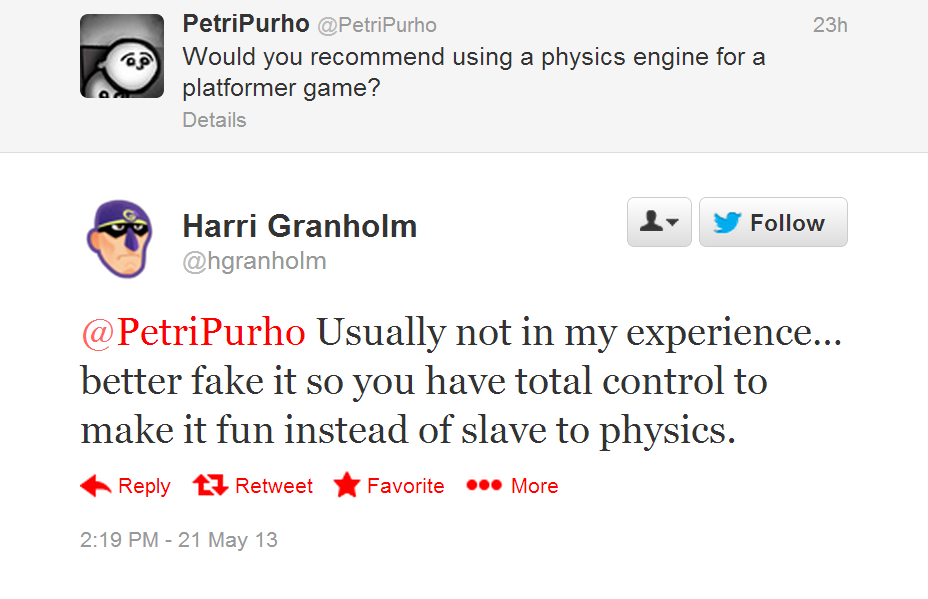 PetriPurho @PetriPurho 23h
Would you recommend using a physics engine for a
platformer game?
Details
Harri Granholm
@hgranholm
Follow
@PetriPurho Usually not in my experience...
better fake it so you have total control to
make it fun instead of slave to physics.
Reply Retweet Favorite More
2:19 PM - 21 May 13